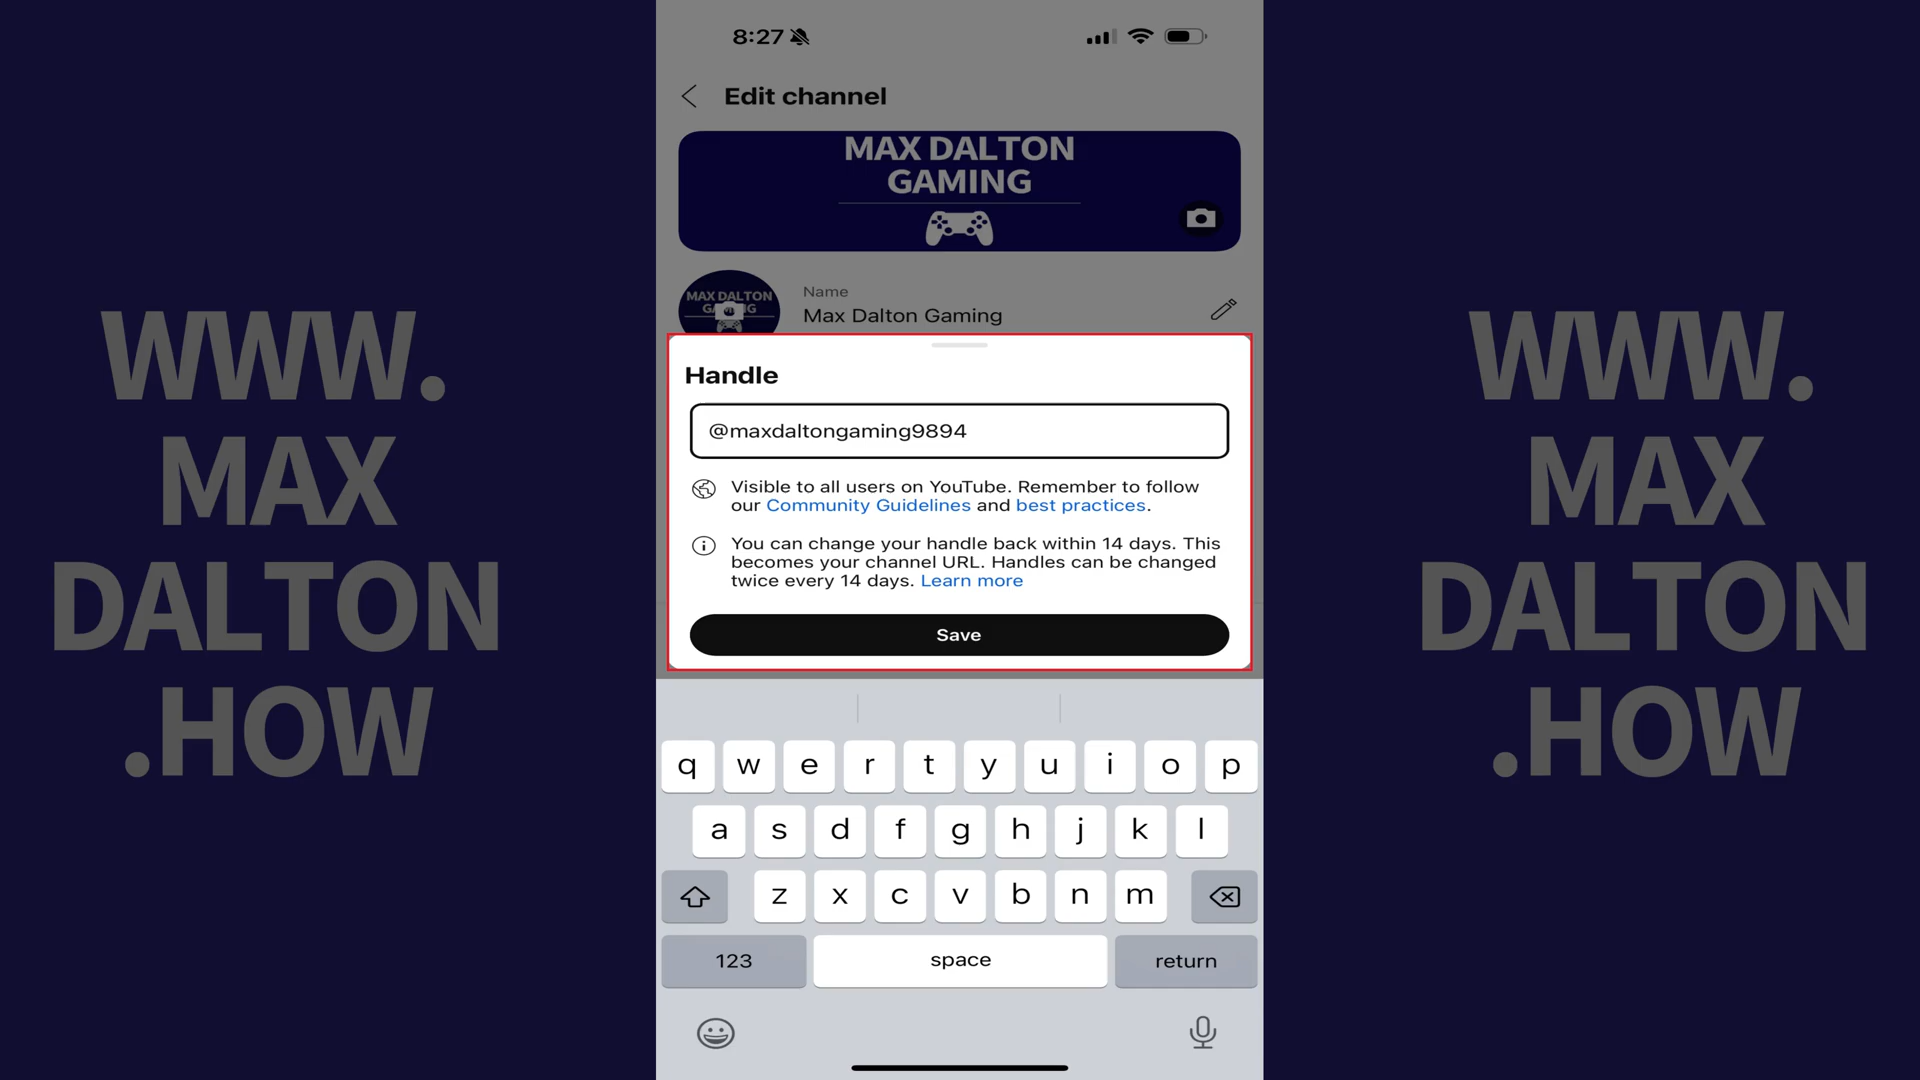 WWW.
MAX
DALTON
.HOW
8:27
Edit channel
MAX DALTON
GAMING
MAX DALTON
Name
Max Dalton Gaming
Handle
@maxdaltongaming9894
Visible to all users on YouTube. Remember to follow
our Community Guidelines and best practices.
You can change your handle back within 14 days. This
becomes your channel URL. Handles can be changed
twice every 14 days. Learn more
Save
q w e r t y u i o p
a s d f g h j k l
z x c v b n m
123 space return
WWW.
MAX
DALTON
.HOW